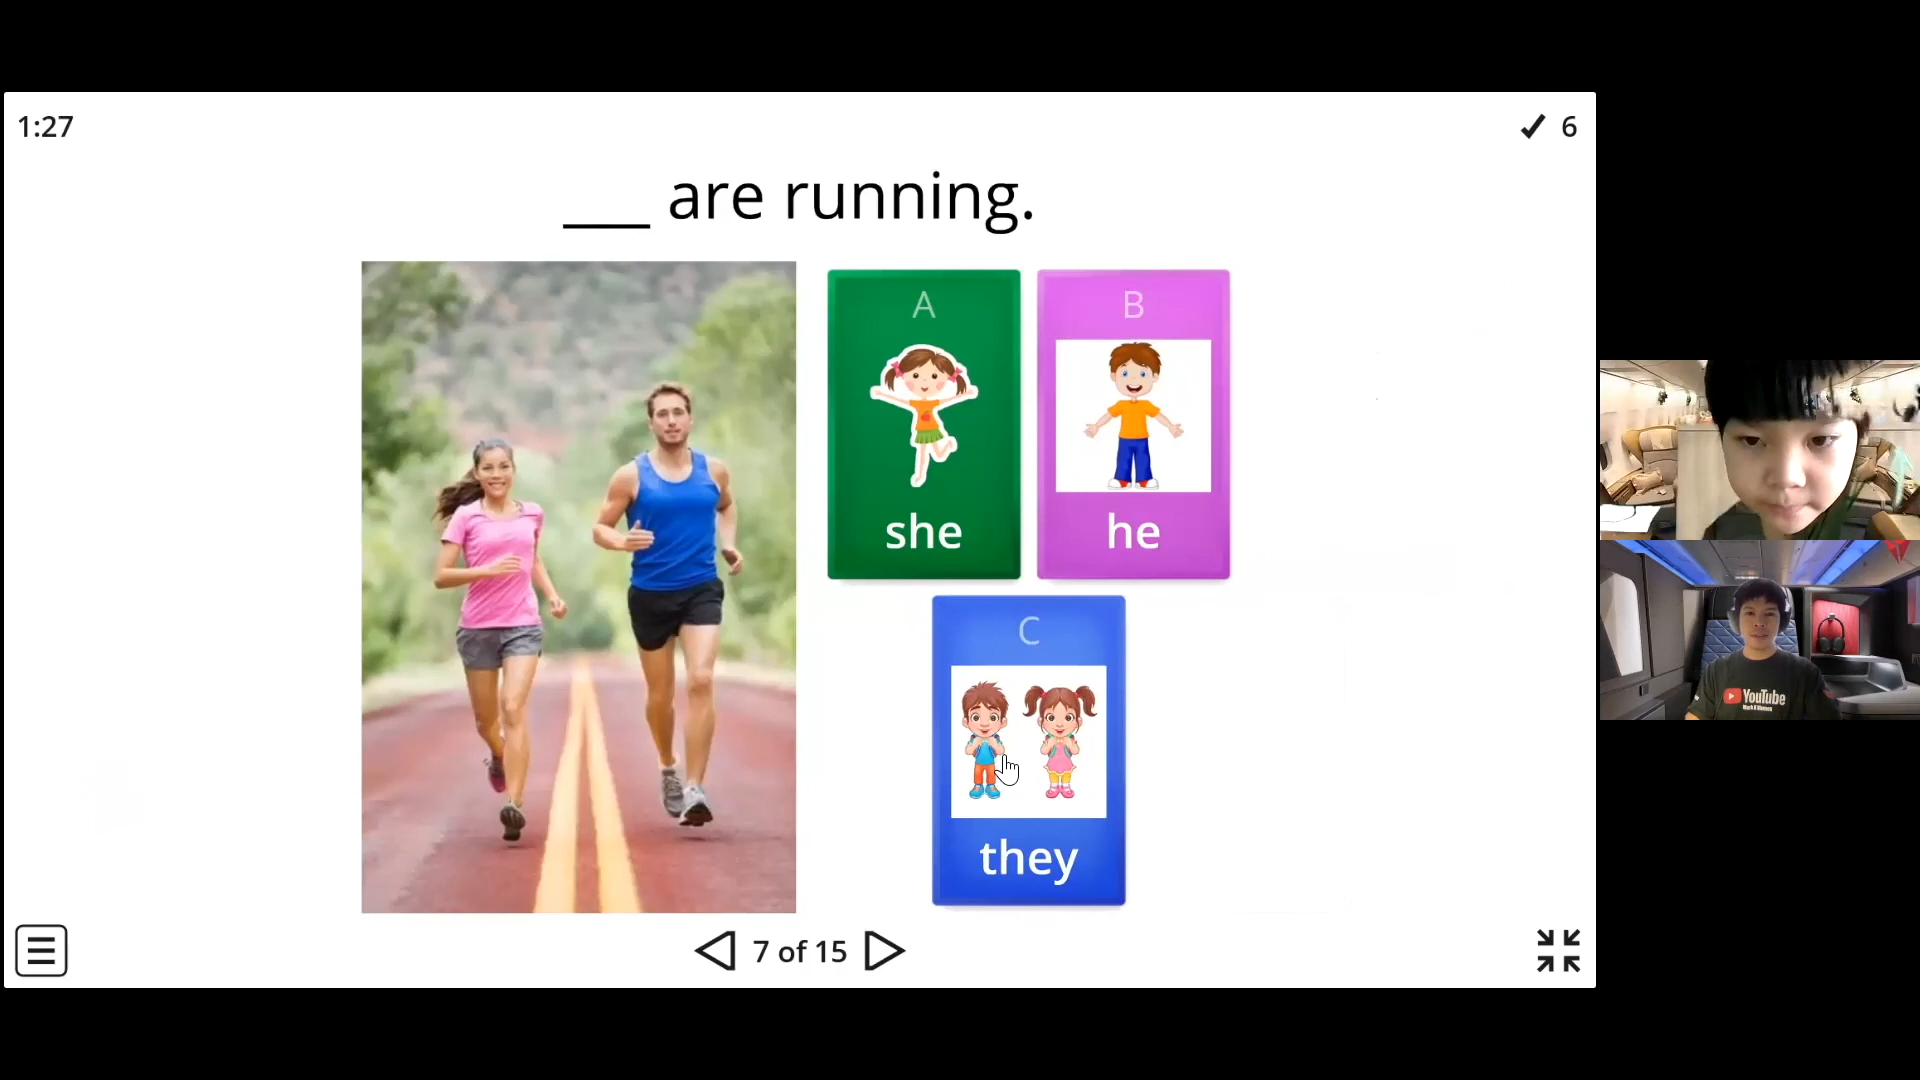 1:27
6
___ are running.
A
she
B
he
C
they
7 of 15
YouTube